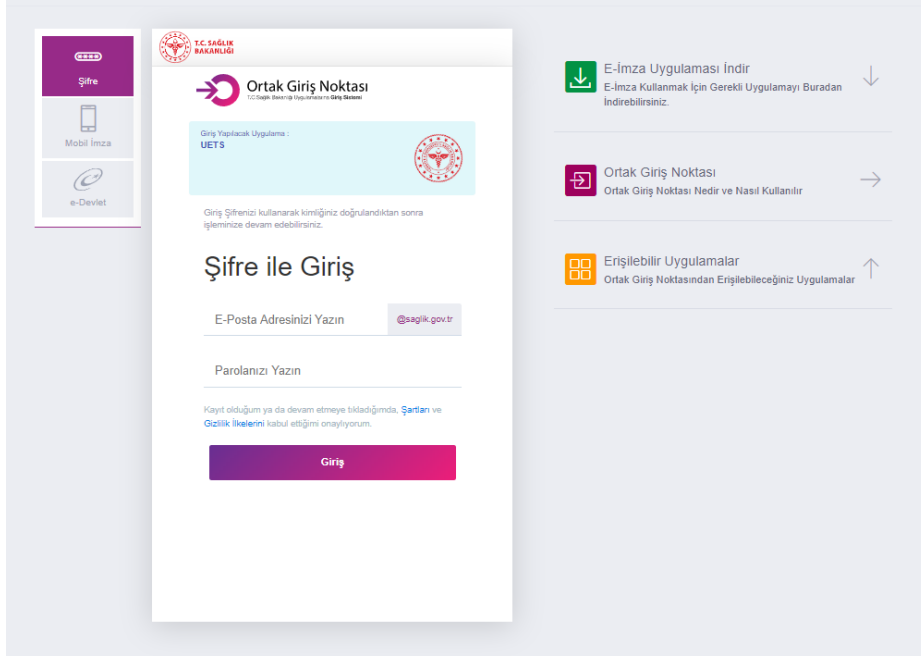 Şifre
Mobil İmza
e-Devlet
T.C. SAĞLIK
BAKANLIĞI
Ortak Giriş Noktası
T.C Sağlık Bakanlığı Uygulamalarına Giriş Sistemi
Giriş Yapılacak Uygulama :
UETS
Giriş Şifrenizi kullanarak kimliğiniz doğrulandıktan sonra
işleminize devam edebilirsiniz.
Şifre ile Giriş
E-Posta Adresinizi Yazın @saglik.gov.tr
Parolanızı Yazın
Kayıt olduğum ya da devam etmeye tıkladığımda, Şartları ve
Gizlilik İlkelerini kabul ettiğimi onaylıyorum.
Giriş
E-İmza Uygulaması İndir
E-İmza Kullanmak İçin Gerekli Uygulamayı Buradan
İndirebilirsiniz.
Ortak Giriş Noktası
Ortak Giriş Noktası Nedir ve Nasıl Kullanılır
Erişilebilir Uygulamalar
Ortak Giriş Noktasından Erişilebileceğiniz Uygulamalar